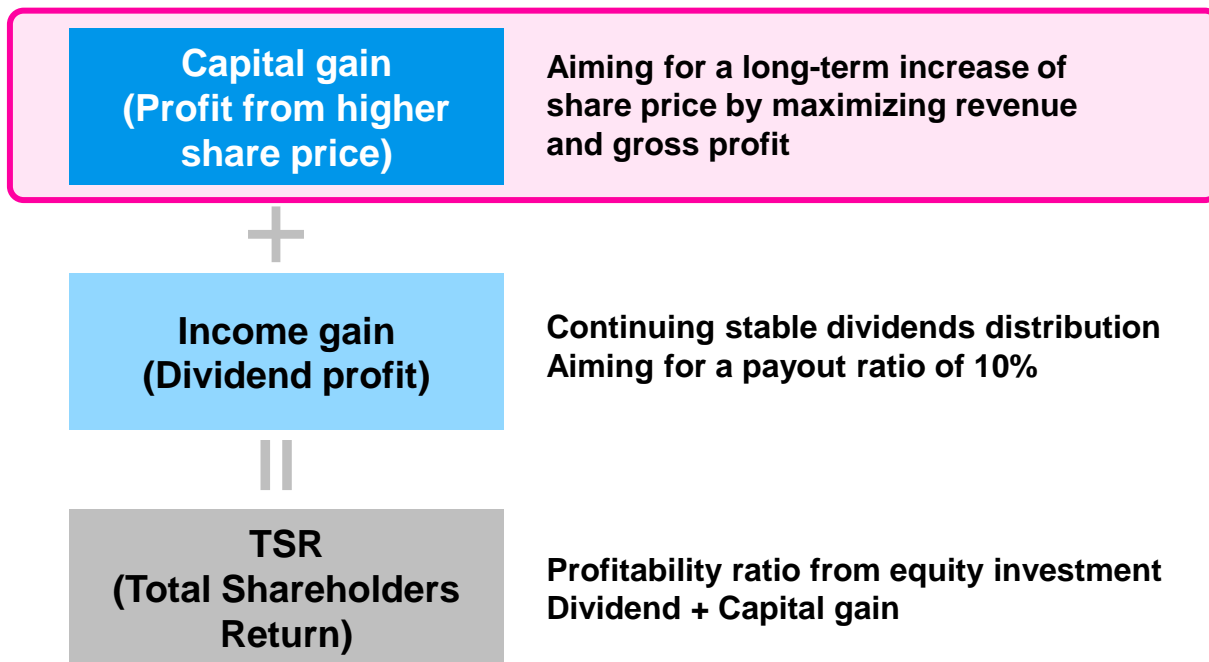 Capital gain
(Profit from higher
share price)
Aiming for a long-term increase of
share price by maximizing revenue
and gross profit
+
Income gain
(Dividend profit)
Continuing stable dividends distribution
Aiming for a payout ratio of 10%
=
TSR
(Total Shareholders
Return)
Profitability ratio from equity investment
Dividend + Capital gain